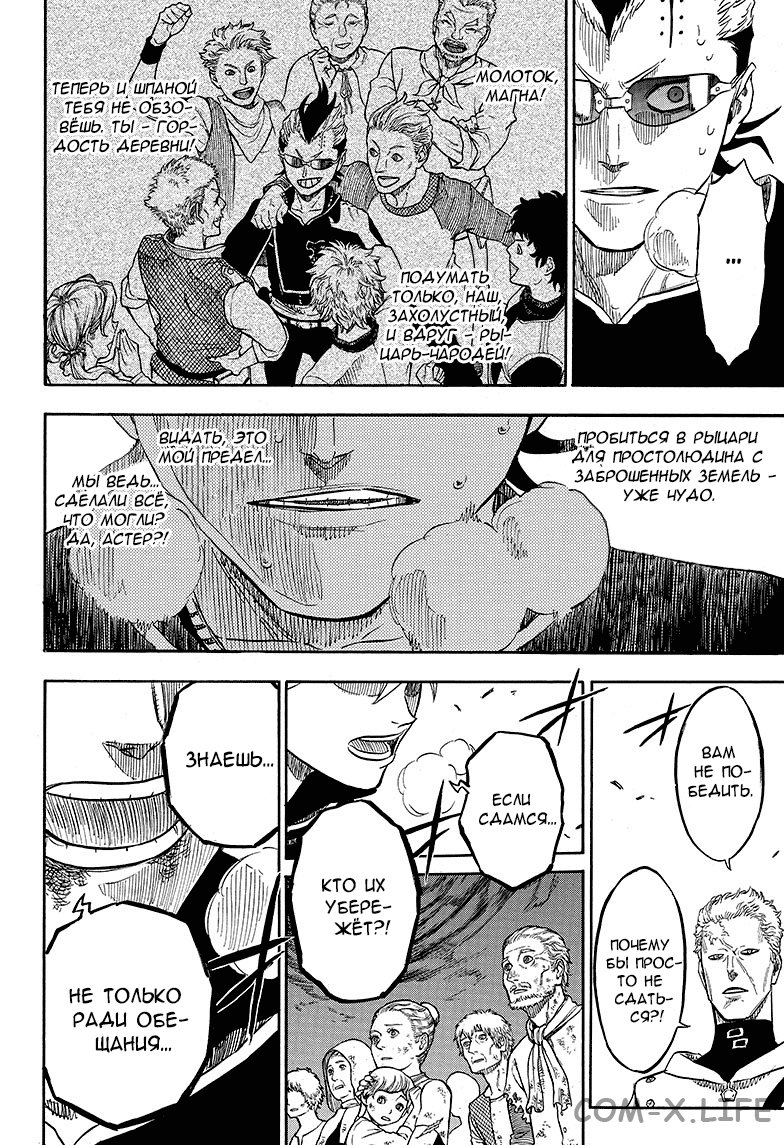 ...
МОЛОТОК,
МАГНА!
ТЕПЕРЬ И ШПАНОЙ
ТЕБЯ НЕ ОБЗО-
ВЁШЬ. ТЫ - ГОР-
ДОСТЬ ДЕРЕВНИ!
ПОДУМАТЬ
ТОЛЬКО, НАШ,
ЗАХОЛУСТНЫЙ,
И ВДРУГ - РЫ-
ЦАРЬ-ЧАРОДЕЙ!
ПРОБИТЬСЯ В РЫЦАРИ
ДЛЯ ПРОСТОЛЮДИНА С
ЗАБРОШЕННЫХ ЗЕМЕЛЬ -
УЖЕ ЧУДО.
ВИДАТЬ, ЭТО
МОЙ ПРЕДЕЛ...
МЫ ВЕДЬ...
СДЕЛАЛИ ВСЁ,
ЧТО МОГЛИ?
ДА, АСТЕР?!
ВАМ
НЕ ПО-
БЕДИТЬ.
ПОЧЕМУ
БЫ ПРОС-
ТО НЕ
СДАТЬ-
СЯ?!
ЕСЛИ
СДАМСЯ...
КТО ИХ
УБЕРЕ-
ЖЁТ?!
ЗНАЕШЬ...
НЕ ТОЛЬКО
РАДИ ОБЕ-
ЩАНИЯ...
COM-X.LIFE